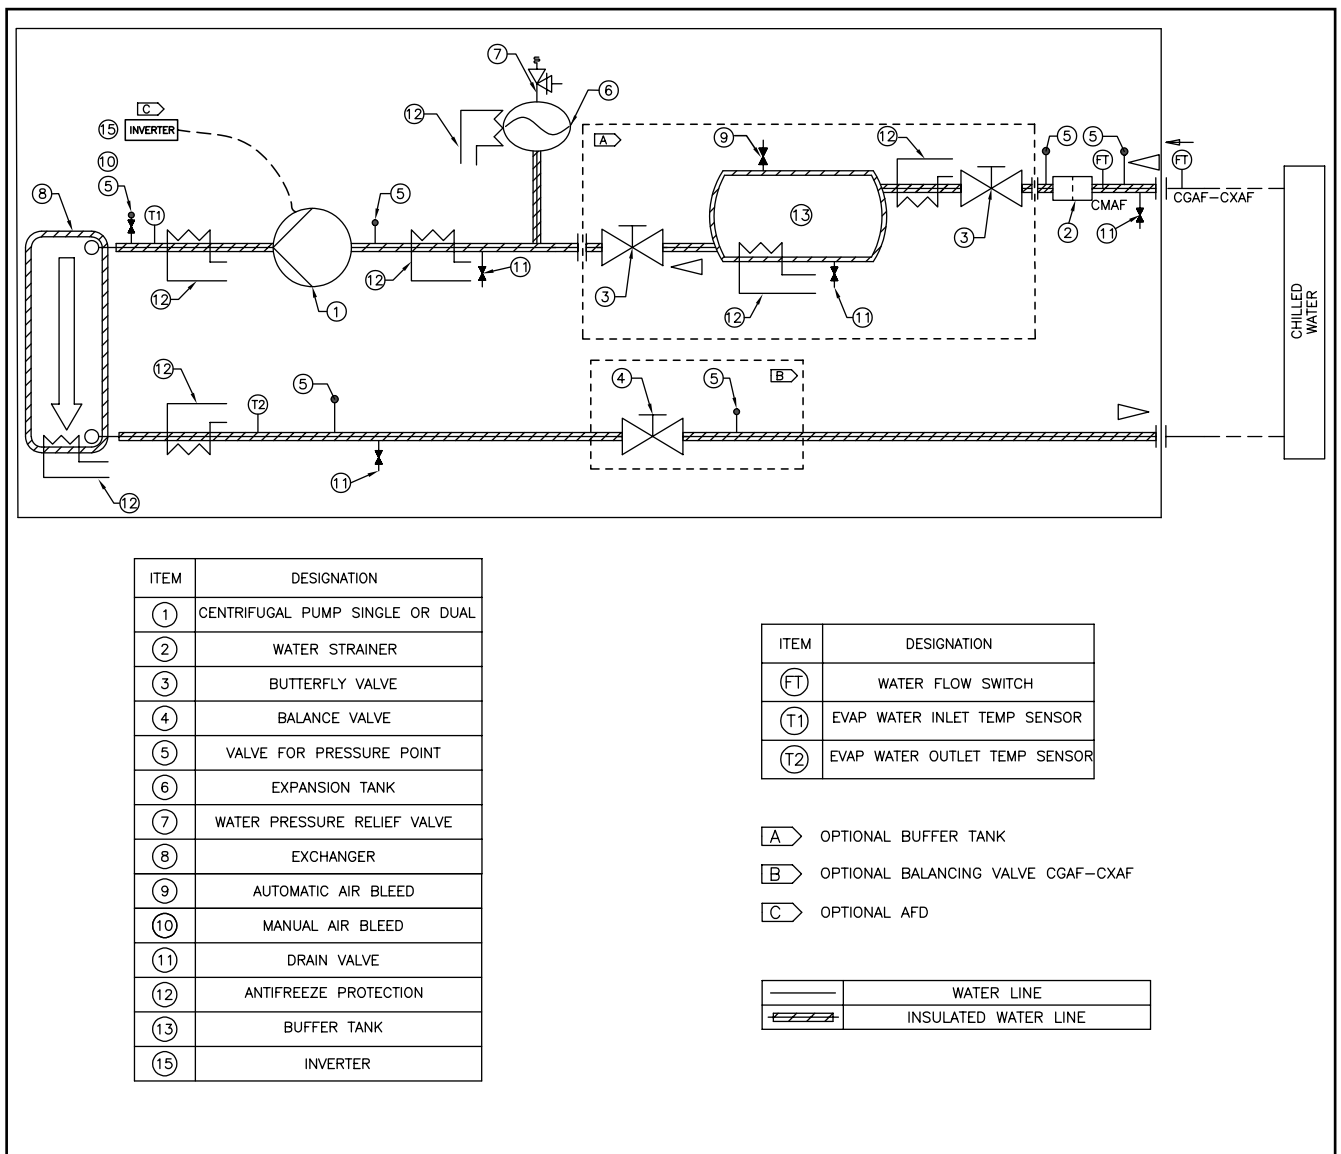 7
6
12
C
A
9
12
5
5
15
INVERTER
FT
FT
10
5
8
T1
5
13
CMAF
CGAF-CXAF
3
2
11
12
12
11
1
3
12
11
CHILLED
WATER
12
5
4
5
B
T2
11
12
ITEM DESIGNATION
1 CENTRIFUGAL PUMP SINGLE OR DUAL
2 WATER STRAINER
3 BUTTERFLY VALVE
4 BALANCE VALVE
5 VALVE FOR PRESSURE POINT
6 EXPANSION TANK
7 WATER PRESSURE RELIEF VALVE
8 EXCHANGER
9 AUTOMATIC AIR BLEED
10 MANUAL AIR BLEED
11 DRAIN VALVE
12 ANTIFREEZE PROTECTION
13 BUFFER TANK
15 INVERTER
ITEM DESIGNATION
FT WATER FLOW SWITCH
T1 EVAP WATER INLET TEMP SENSOR
T2 EVAP WATER OUTLET TEMP SENSOR
A OPTIONAL BUFFER TANK
B OPTIONAL BALANCING VALVE CGAF-CXAF
C OPTIONAL AFD
WATER LINE
INSULATED WATER LINE